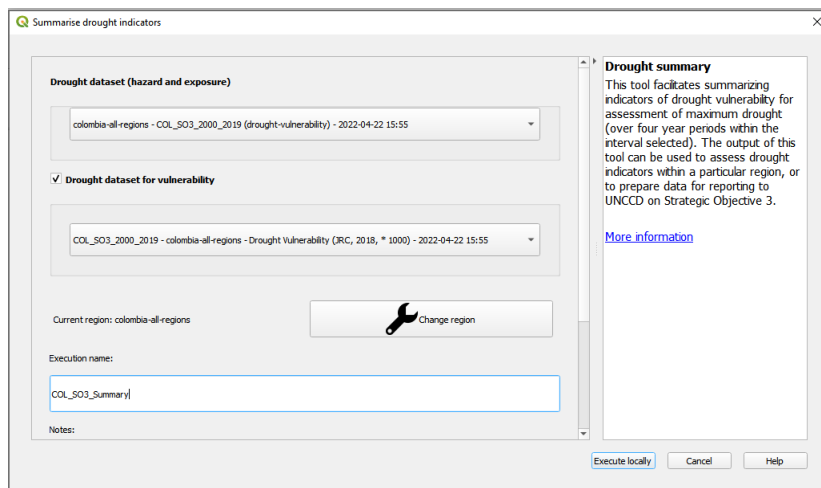 Summarise drought indicators
Drought dataset (hazard and exposure)
colombia-all-regions - COL_SO3_2000_2019 (drought-vulnerability) - 2022-04-22 15:55
Drought dataset for vulnerability
COL_SO3_2000_2019 - colombia-all-regions - Drought Vulnerability (JRC, 2018, * 1000) - 2022-04-22 15:55
Current region: colombia-all-regions
Change region
Execution name:
COL_SO3_Summary
Notes:
Drought summary
This tool facilitates summarizing
indicators of drought vulnerability for
assessment of maximum drought
(over four year periods within the
interval selected). The output of this
tool can be used to assess drought
indicators within a particular region, or
to prepare data for reporting to
UNCCD on Strategic Objective 3.
More information
Execute locally
Cancel
Help